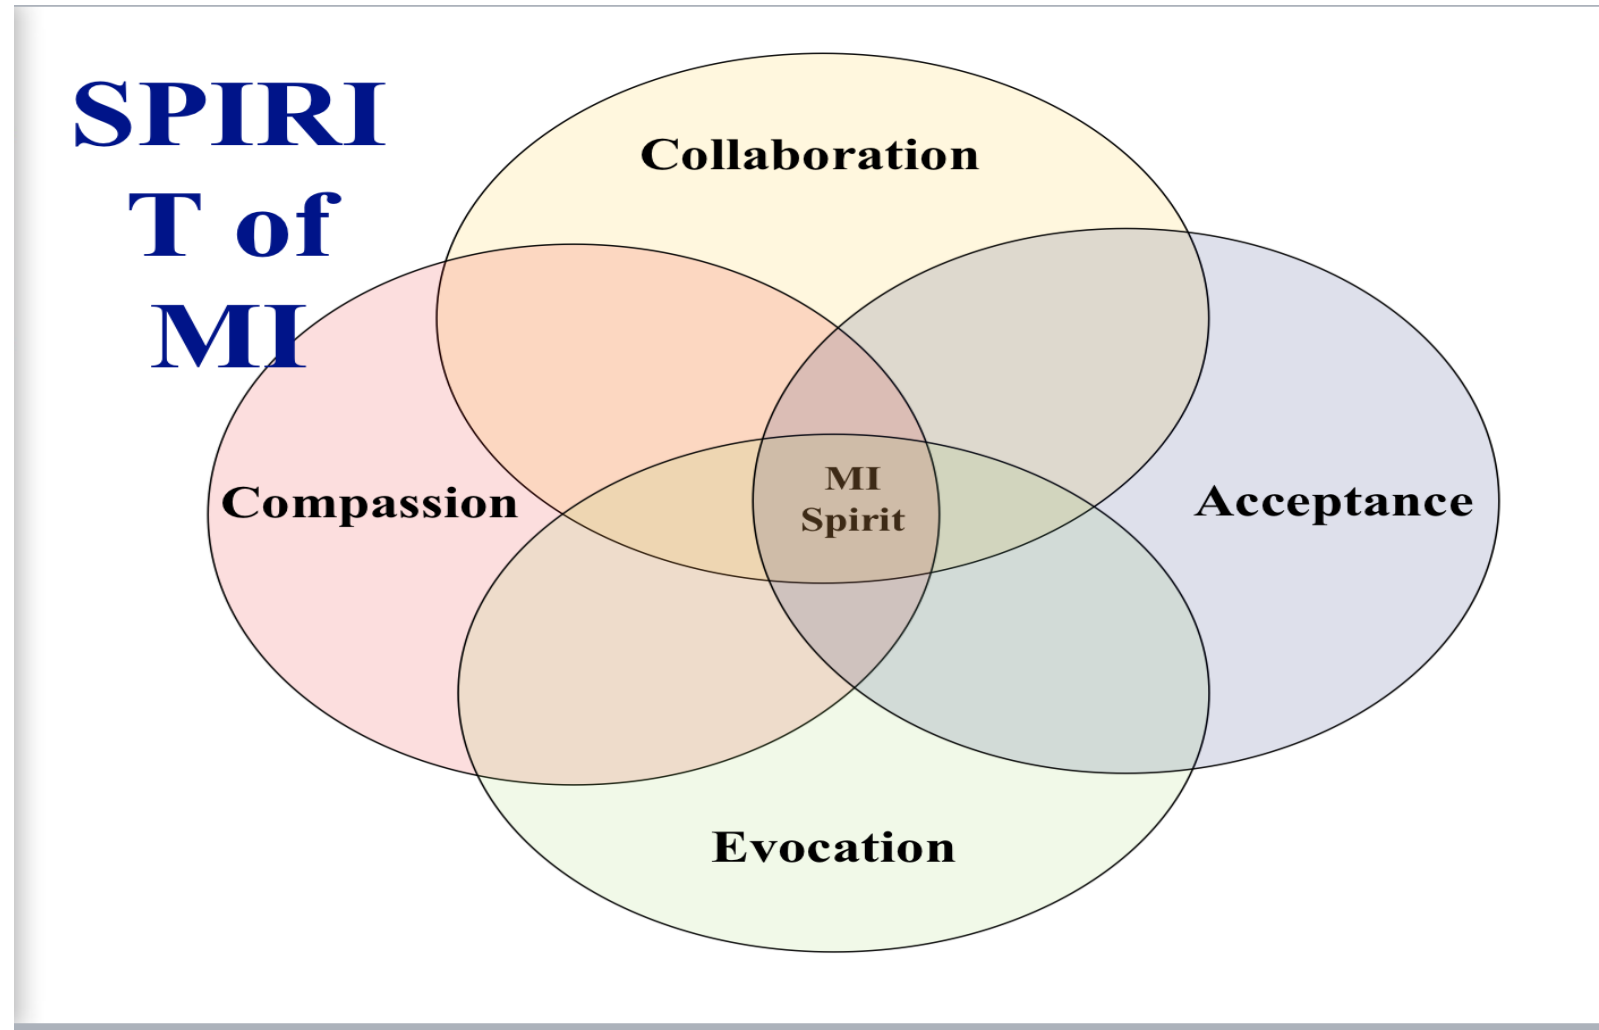 SPIRI
T of
MI
Collaboration
Compassion
MI
Spirit
Acceptance
Evocation